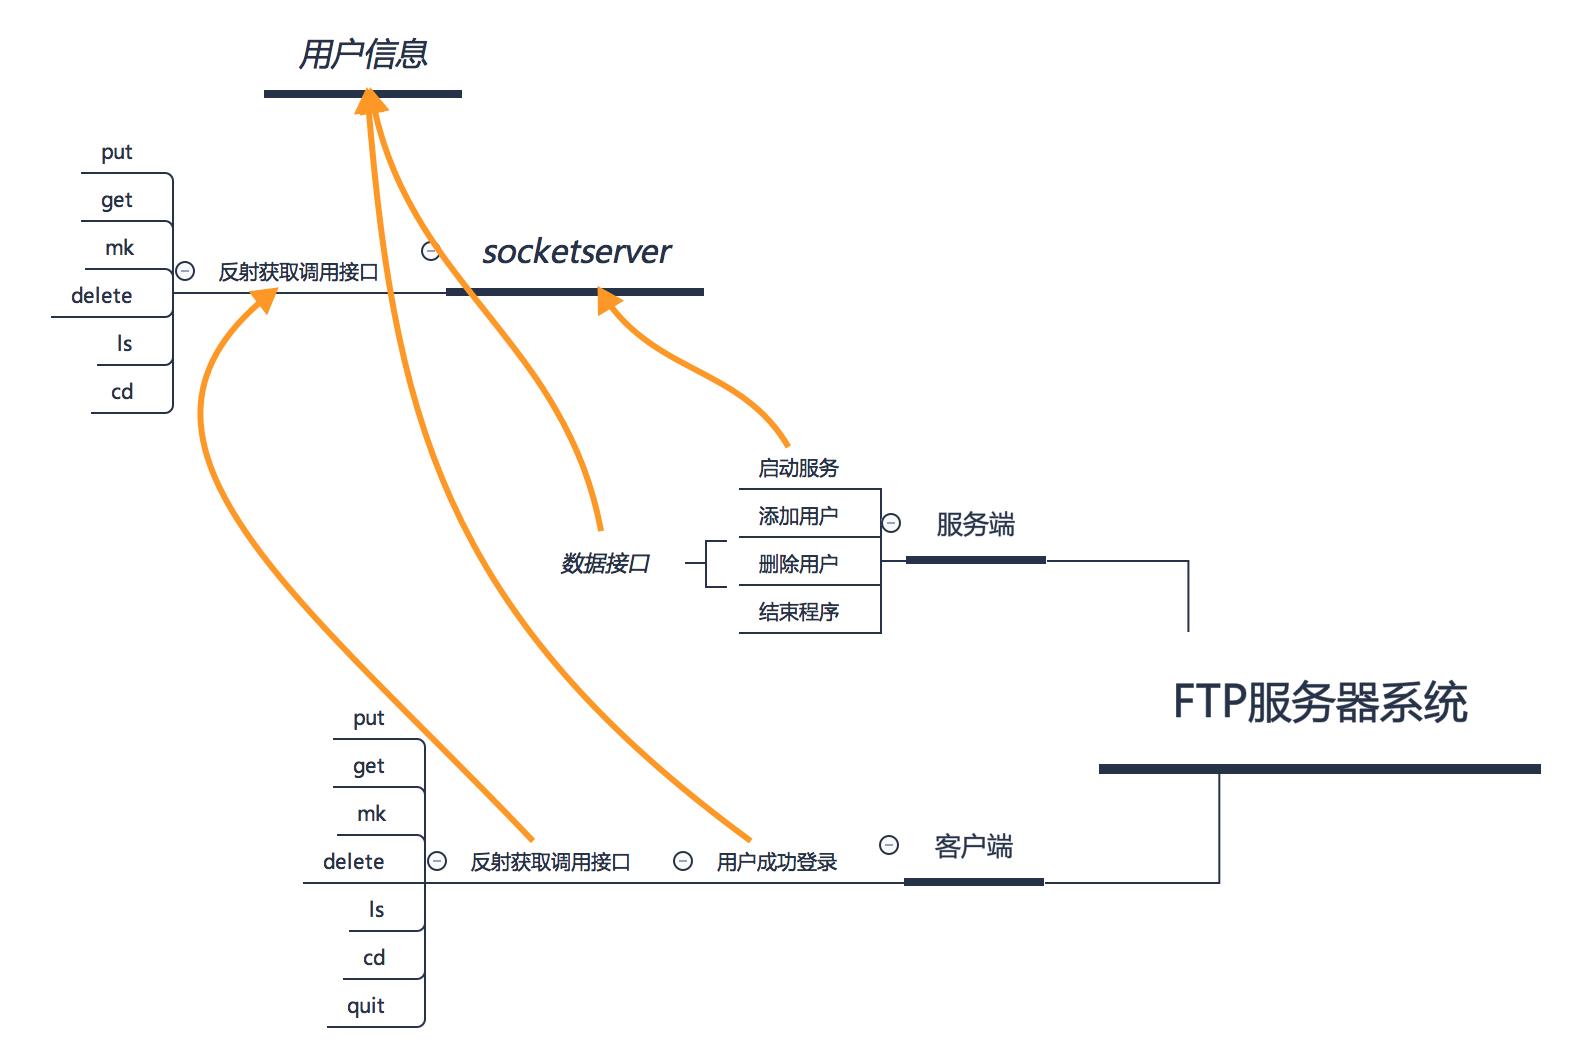 用户信息
put
get
mk
delete
ls
cd
反射获取调用接口
socketserver
启动服务
添加用户
删除用户
结束程序
数据接口
服务端
FTP服务器系统
put
get
mk
delete
ls
cd
quit
反射获取调用接口
用户成功登录
客户端